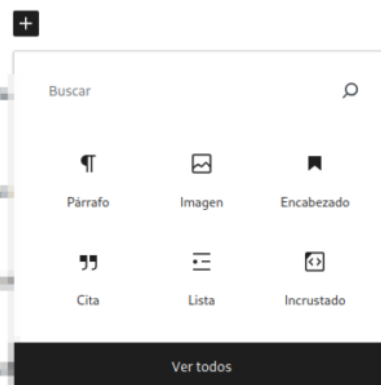 Buscar
Párrafo Imagen Encabezado
Cita Lista Incrustado
Ver todos